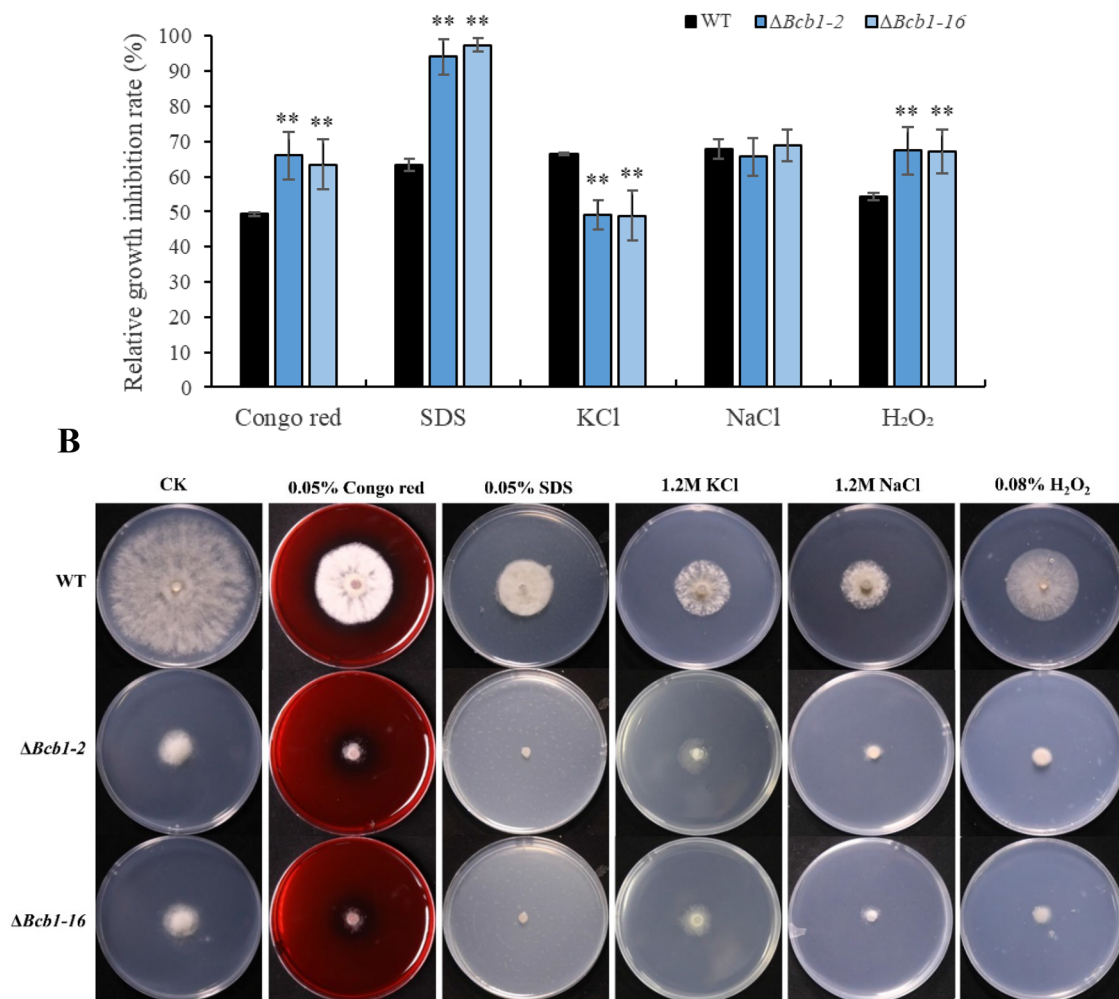 WT ΔBcb1-2 ΔBcb1-16
Relative growth inhibition rate (%)
100
90
80
70
60
50
40
30
20
10
0
** ** ** ** ** ** ** **
Congo red SDS KCl NaCl H₂O₂
B
CK 0.05% Congo red 0.05% SDS 1.2M KCl 1.2M NaCl 0.08% H₂O₂
WT
ΔBcb1-2
ΔBcb1-16